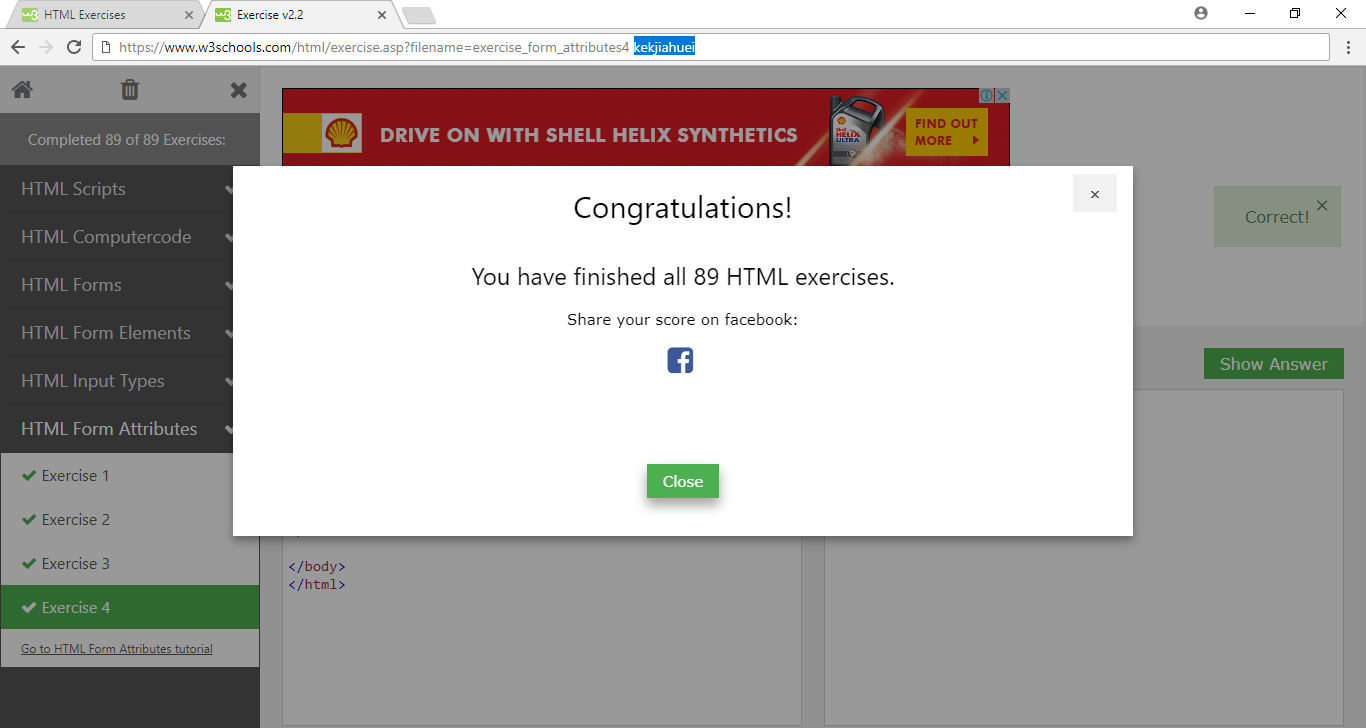 HTML Exercises
Exercise v2.2
https://www.w3schools.com/html/exercise.asp?filename=exercise_form_attributes4 kekjiahuei
Completed 89 of 89 Exercises:
DRIVE ON WITH SHELL HELIX SYNTHETICS
SHELL
HELIX
ULTRA
FIND OUT
MORE
HTML Scripts
HTML Computercode
HTML Forms
HTML Form Elements
HTML Input Types
HTML Form Attributes
Exercise 1
Exercise 2
Exercise 3
Exercise 4
Go to HTML Form Attributes tutorial
Congratulations!
×
You have finished all 89 HTML exercises.
Share your score on facebook:
Close
Correct!
Show Answer
</body>
</html>